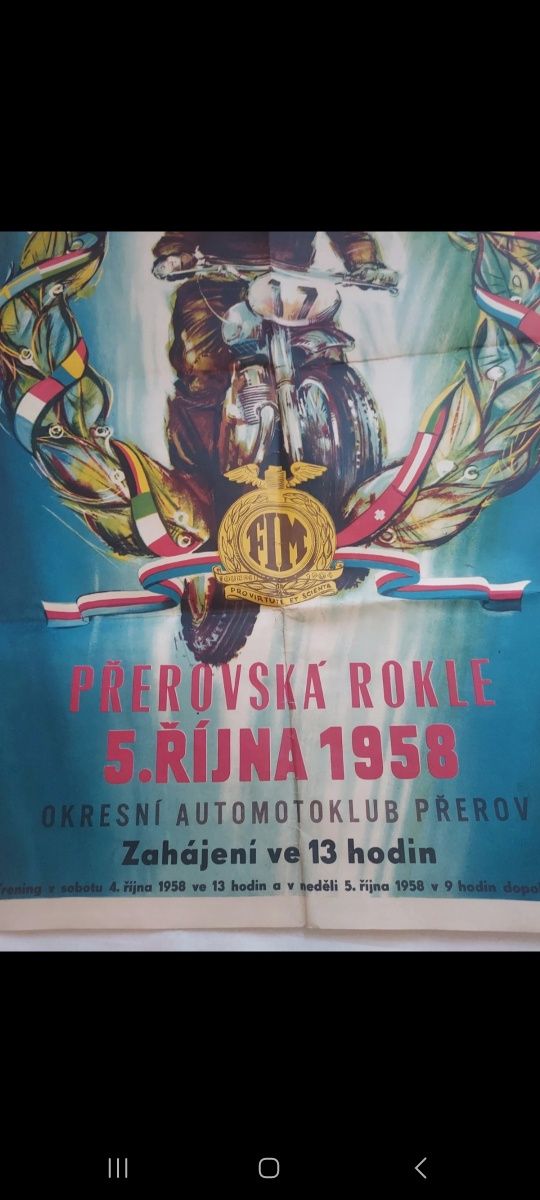 17
FIM
PRO VIRTUTE ET SCIENTA
PŘEROVSKÁ ROKLE
5. ŘÍJNA 1958
OKRESNÍ AUTOMOTOKLUB PŘEROV
Zahájení ve 13 hodin
v sobotu 4. října 1958 ve 13 hodin a v neděli 5. října 1958 v 9 hodin